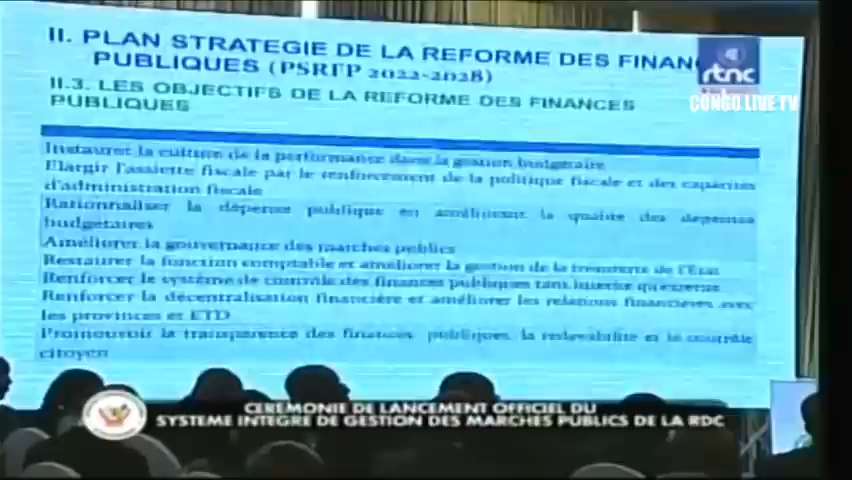 II. PLAN STRATEGIE DE LA REFORME DES FINANC
PUBLIQUES (PSRFP 2022-2028)
rtnc
CONGO LIVE TV
II.3. LES OBJECTIFS DE LA REFORME DES FINANCES
PUBLIQUES
Instaurer la culture de la performance dans la gestion budgétaire
Elargir l'assiette fiscale par le renforcement de la politique fiscale et des capacités
d'administration fiscale
Rationnaliser la dépense publique en améliorant la qualité des dépenses
budgétaires
Améliorer la gouvernance des marchés publics
Restaurer la fonction comptable et améliorer la gestion de la trésorerie de l'Etat
Renforcer le système de contrôle des finances publiques tant interne qu'externe
Renforcer la décentralisation financière et améliorer les relations financières avec
les provinces et ETD
Promouvoir la transparence des finances publiques, la redevabilité et le contrôle
citoyen
CEREMONIE DE LANCEMENT OFFICIEL DU
SYSTEME INTEGRE DE GESTION DES MARCHES PUBLICS DE LA RDC